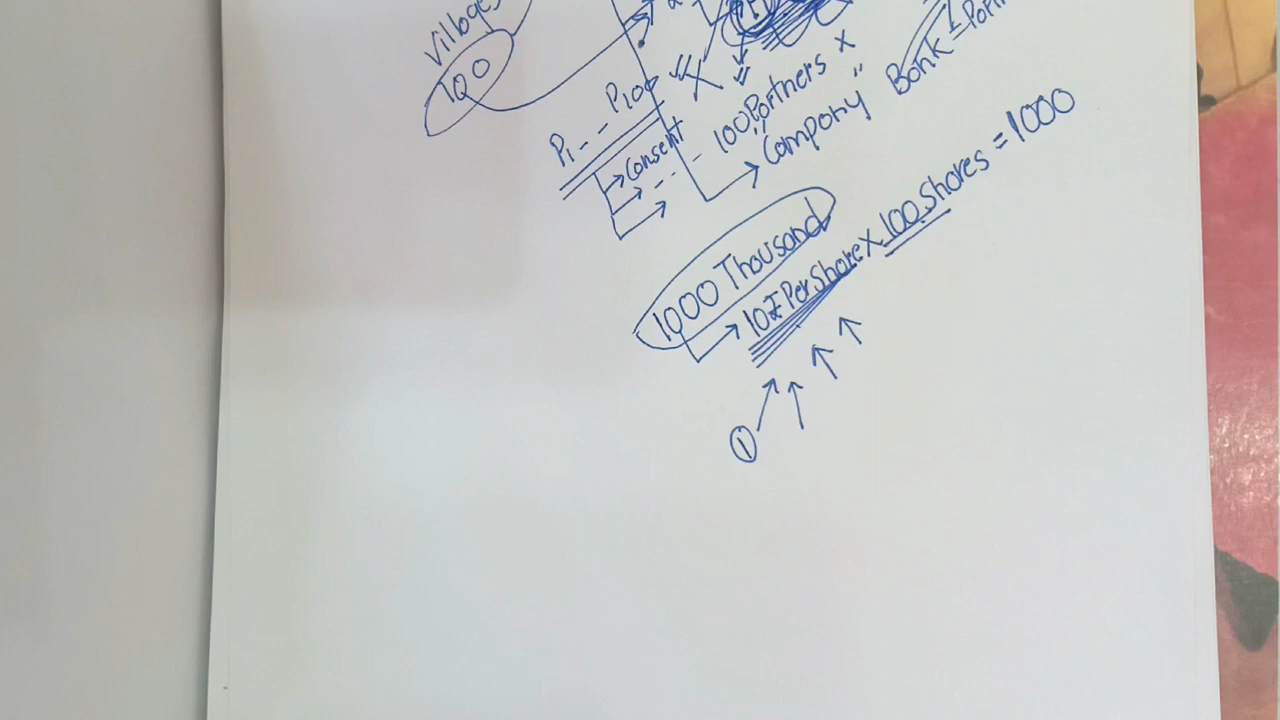 Villages
100
P1 - - P100
Consent
- 100 Partners x
"Company"
Bank
1000 Thousand
10₹ Per Share x 100 Shares = 1000
1